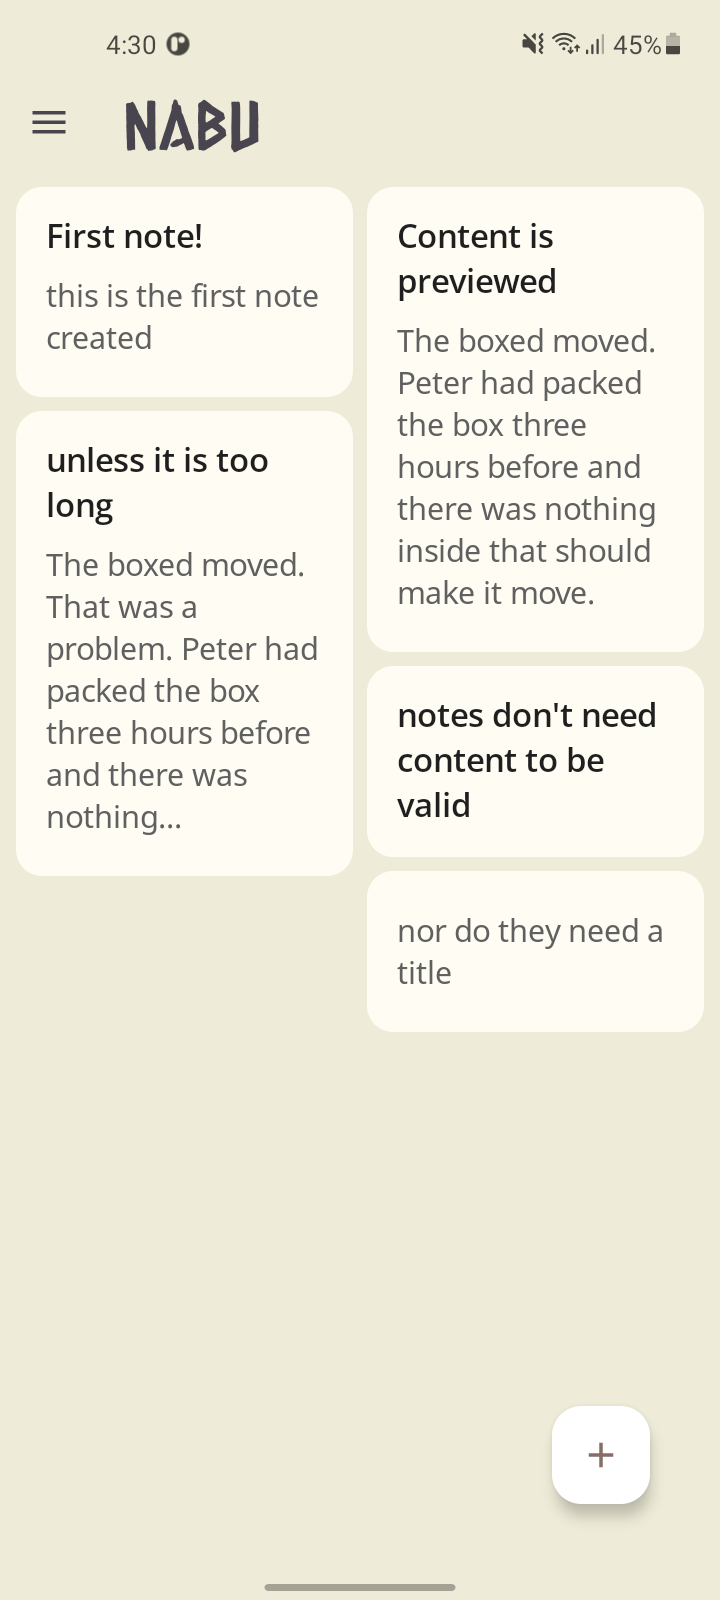 4:30
45%
NABU
First note!
this is the first note
created
unless it is too
long
The boxed moved.
That was a
problem. Peter had
packed the box
three hours before
and there was
nothing...
Content is
previewed
The boxed moved.
Peter had packed
the box three
hours before and
there was nothing
inside that should
make it move.
notes don't need
content to be
valid
nor do they need a
title